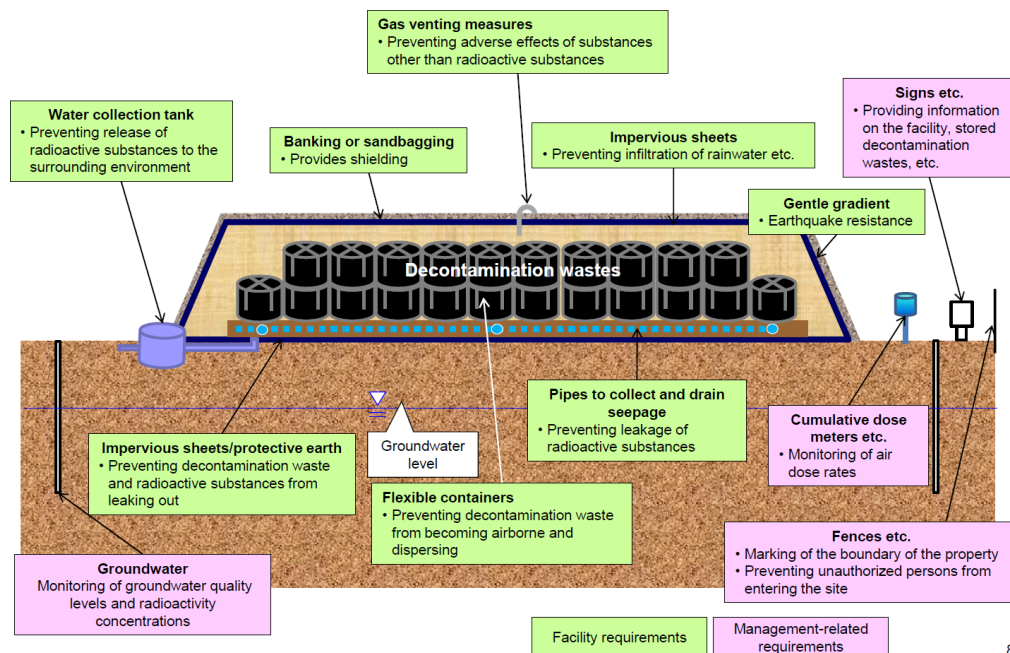 Gas venting measures
• Preventing adverse effects of substances
other than radioactive substances
Water collection tank
• Preventing release of
radioactive substances to the
surrounding environment
Banking or sandbagging
• Provides shielding
Impervious sheets
• Preventing infiltration of rainwater etc.
Signs etc.
• Providing information
on the facility, stored
decontamination
wastes, etc.
Gentle gradient
• Earthquake resistance
Decontamination wastes
Impervious sheets/protective earth
• Preventing decontamination waste
and radioactive substances from
leaking out
Groundwater
level
Pipes to collect and drain
seepage
• Preventing leakage of
radioactive substances
Cumulative dose
meters etc.
• Monitoring of air
dose rates
Flexible containers
• Preventing decontamination waste
from becoming airborne and
dispersing
Groundwater
Monitoring of groundwater quality
levels and radioactivity
concentrations
Fences etc.
• Marking of the boundary of the property
• Preventing unauthorized persons from
entering the site
Facility requirements
Management-related
requirements